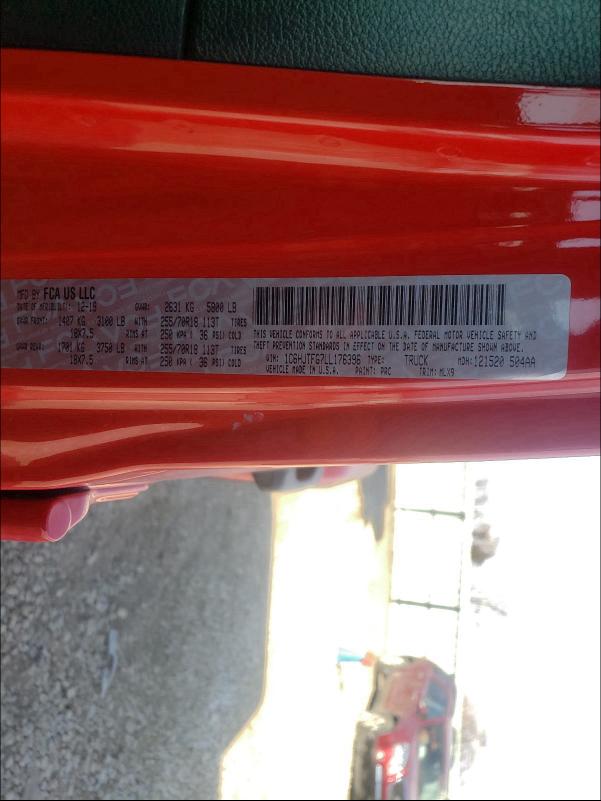 MFD BY FCA US LLC
DATE OF MFR(BLDT): 12-19 GVWR: 2631 KG 5800 LB
GAWR FRONT: 1407 KG 3100 LB WITH 255/70R18 113T TIRES
18X7.5 RIMS AT 250 KPA ( 36 PSI) COLD
GAWR REAR: 1701 KG 3750 LB WITH 255/70R18 113T TIRES
18X7.5 RIMS AT 250 KPA ( 36 PSI) COLD
THIS VEHICLE CONFORMS TO ALL APPLICABLE U.S.A. FEDERAL MOTOR VEHICLE SAFETY AND
THEFT PREVENTION STANDARDS IN EFFECT ON THE DATE OF MANUFACTURE SHOWN ABOVE.
VIN: 1C6HJTFG7LL176396 TYPE: TRUCK MDH: 121520 504AA
VEHICLE MADE IN U.S.A. PAINT: PRC TRIM: MLX9